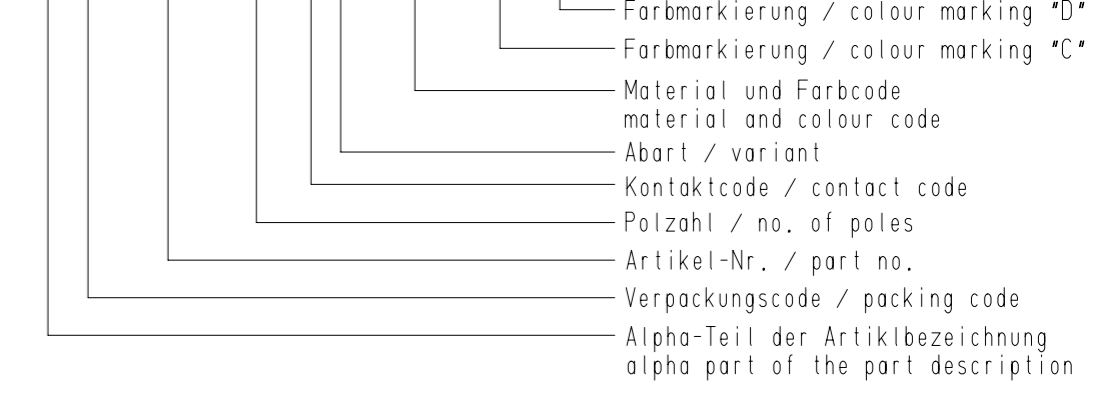 Farbmarkierung / colour marking "D"
Farbmarkierung / colour marking "C"
Material und Farbcode
material and colour code
Abart / variant
Kontaktcode / contact code
Polzahl / no. of poles
Artikel-Nr. / part no.
Verpackungscode / packing code
Alpha-Teil der Artiklbezeichnung
alpha part of the part description